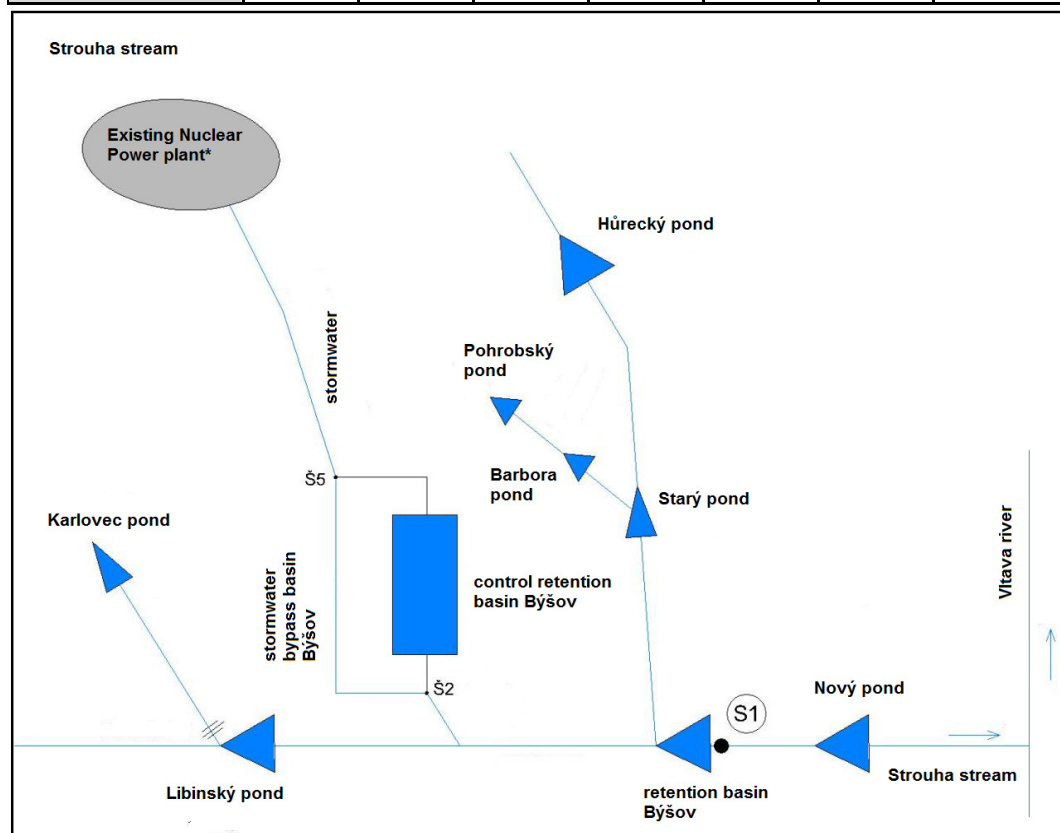 Strouha stream
Existing Nuclear
Power plant*
Hůrecký pond
stormwater
Pohrobský
pond
Barbora
pond
Starý pond
Š5
Karlovec pond
control retention
basin Býšov
stormwater
bypass basin
Býšov
Vltava river
Š2
Nový pond
S1
Libinský pond
retention basin
Býšov
Strouha stream